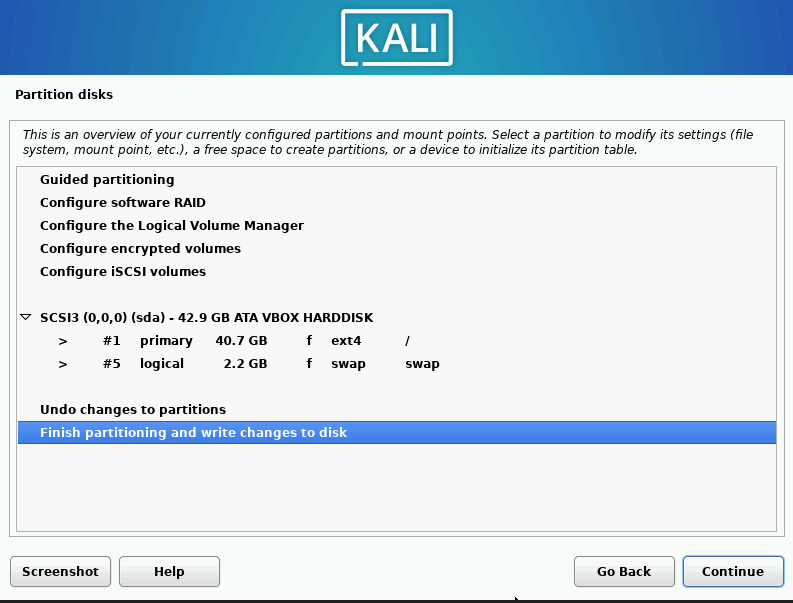 KALI
Partition disks
This is an overview of your currently configured partitions and mount points. Select a partition to modify its settings (file
system, mount point, etc.), a free space to create partitions, or a device to initialize its partition table.
Guided partitioning
Configure software RAID
Configure the Logical Volume Manager
Configure encrypted volumes
Configure iSCSI volumes
SCSI3 (0,0,0) (sda) - 42.9 GB ATA VBOX HARDDISK
> #1 primary 40.7 GB f ext4 /
> #5 logical 2.2 GB f swap swap
Undo changes to partitions
Finish partitioning and write changes to disk
Screenshot Help Go Back Continue